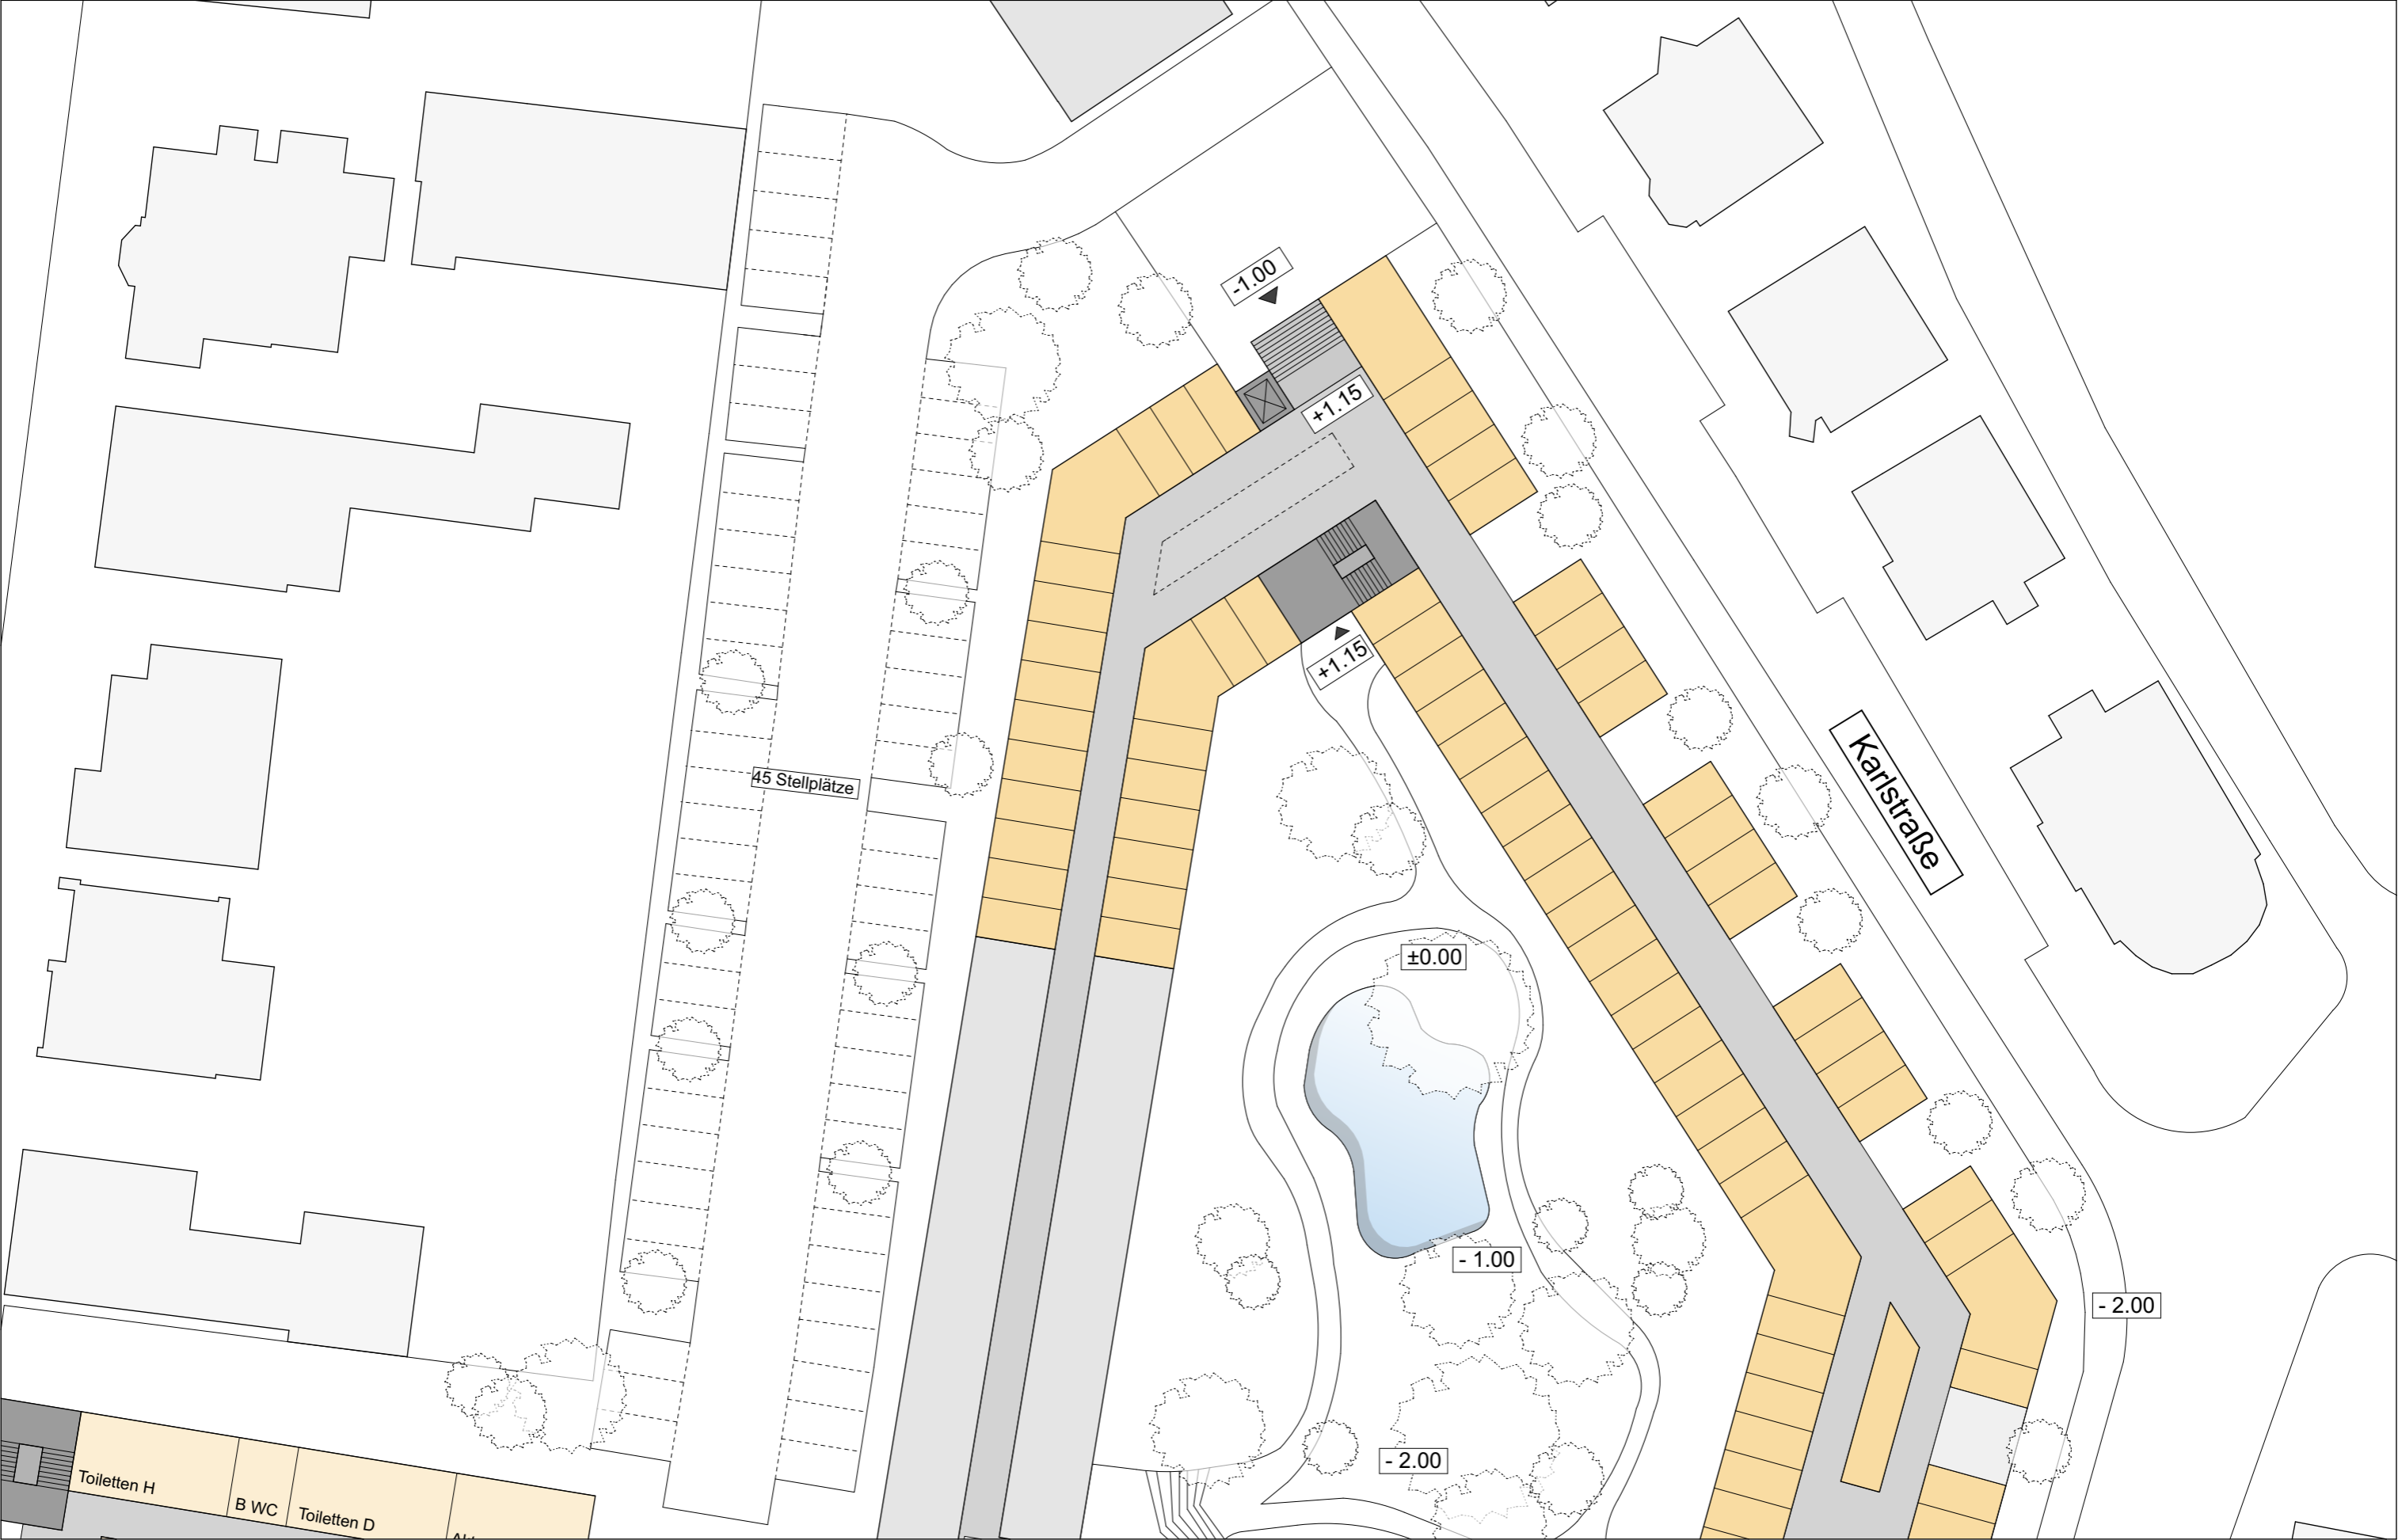 -1.00
+1.15
+1.15
Karlstraße
45 Stellplätze
±0.00
- 1.00
- 2.00
- 2.00
Toiletten H
B WC
Toiletten D